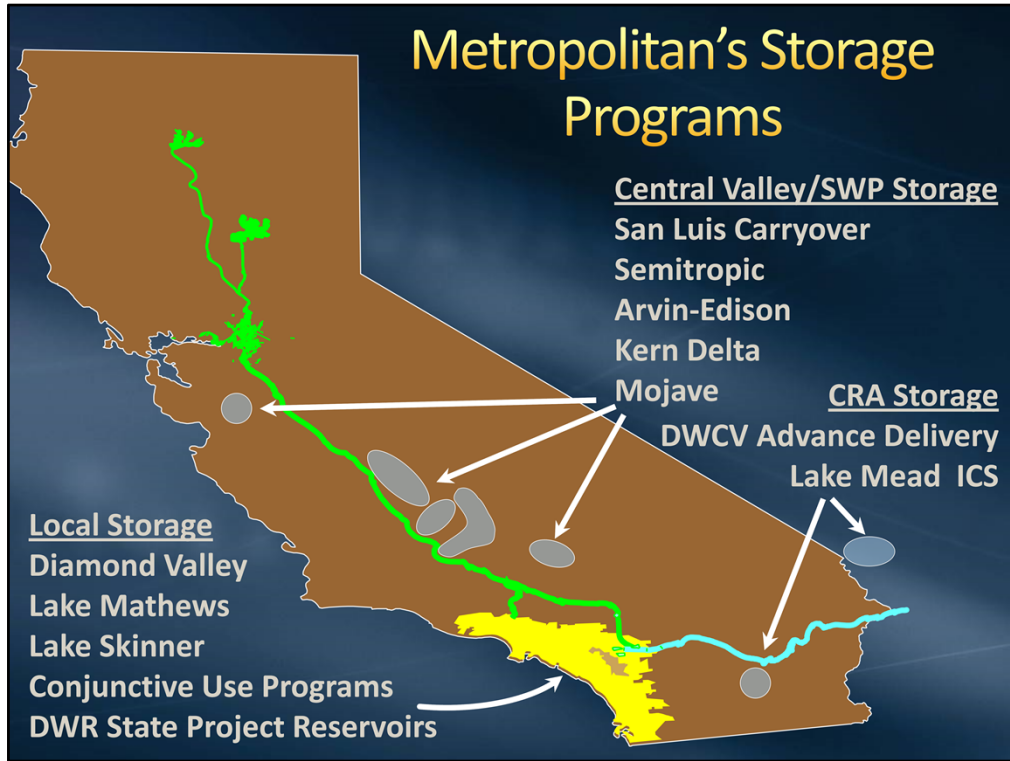 Metropolitan's Storage
Programs
Central Valley/SWP Storage
San Luis Carryover
Semitropic
Arvin-Edison
Kern Delta
Mojave
CRA Storage
DWCV Advance Delivery
Lake Mead ICS
Local Storage
Diamond Valley
Lake Mathews
Lake Skinner
Conjunctive Use Programs
DWR State Project Reservoirs